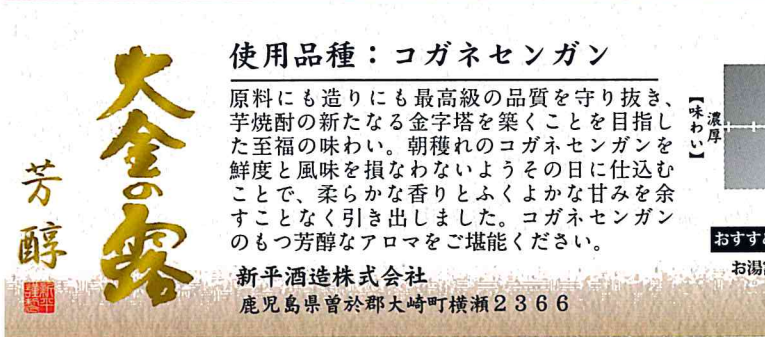 大金の露
芳醇
使用品種：コガネセンガン
原料にも造りにも最高級の品質を守り抜き、
芋焼酎の新たなる金字塔を築くことを目指し
た至福の味わい。朝穫れのコガネセンガンを
鮮度と風味を損なわないようその日に仕込む
ことで、柔らかな香りとふくよかな甘みを余
すことなく引き出しました。コガネセンガン
のもつ芳醇なアロマをご堪能ください。
新平酒造株式会社
鹿児島県曽於郡大崎町横瀬２３６６
【味わい】
濃厚
おすす
お湯